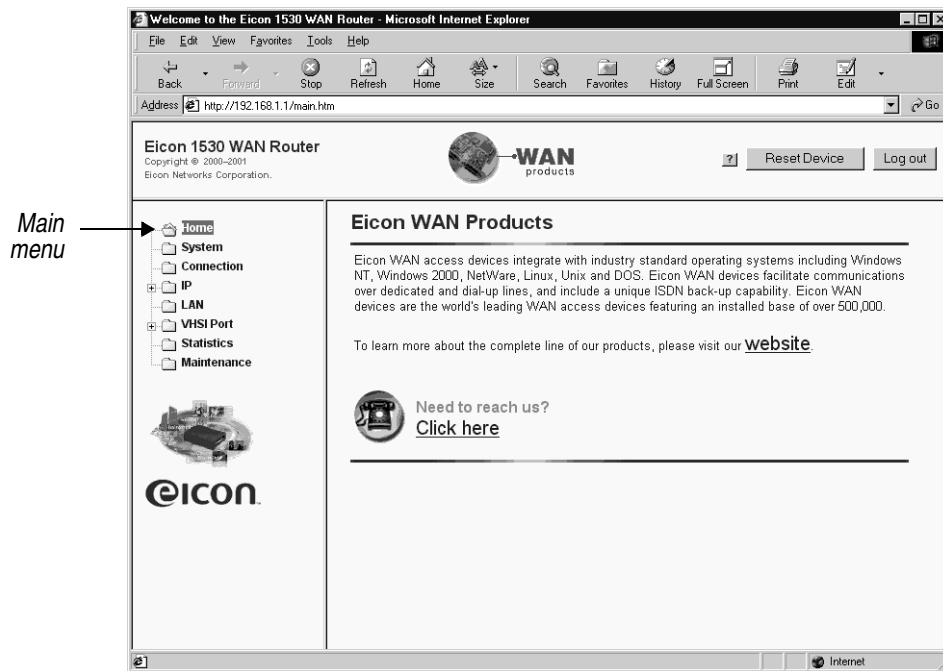 Welcome to the Eicon 1530 WAN Router - Microsoft Internet Explorer
File Edit View Favorites Tools Help
Back Forward Stop Refresh Home Size Search Favorites History Full Screen Print Edit
Address http://192.168.1.1/main.htm Go
Eicon 1530 WAN Router
Copyright © 2000–2001
Eicon Networks Corporation.
WAN
products
? Reset Device Log out
Main
menu
Home
System
Connection
IP
LAN
VHSI Port
Statistics
Maintenance
eicon
Eicon WAN Products
Eicon WAN access devices integrate with industry standard operating systems including Windows
NT, Windows 2000, NetWare, Linux, Unix and DOS. Eicon WAN devices facilitate communications
over dedicated and dial-up lines, and include a unique ISDN back-up capability. Eicon WAN
devices are the world's leading WAN access devices featuring an installed base of over 500,000.
To learn more about the complete line of our products, please visit our website.
Need to reach us?
Click here
Internet